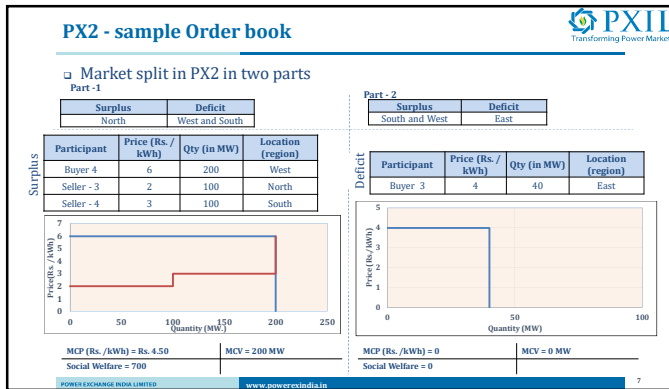 PX2 - sample Order book
PXIL
Transforming Power Market
Market split in PX2 in two parts
Part -1
Surplus Deficit
North West and South
Surplus
Participant Price (Rs. / kWh) Qty (in MW) Location (region)
Buyer 4 6 200 West
Seller - 3 2 100 North
Seller - 4 3 100 South
7
6
5
4
3
2
1
0
Price(Rs. /kWh)
0 50 100 150 200 250
Quantity (MW.)
MCP (Rs. /kWh) = Rs. 4.50 MCV = 200 MW
Social Welfare = 700
Part - 2
Surplus Deficit
South and West East
Deficit
Participant Price (Rs. / kWh) Qty (in MW) Location (region)
Buyer 3 4 40 East
5
4
3
2
1
0
Price(Rs./kWh)
0 50 100
Quantity (MW)
MCP (Rs. /kWh) = 0 MCV = 0 MW
Social Welfare = 0
POWER EXCHANGE INDIA LIMITED www.powerexindia.in 7